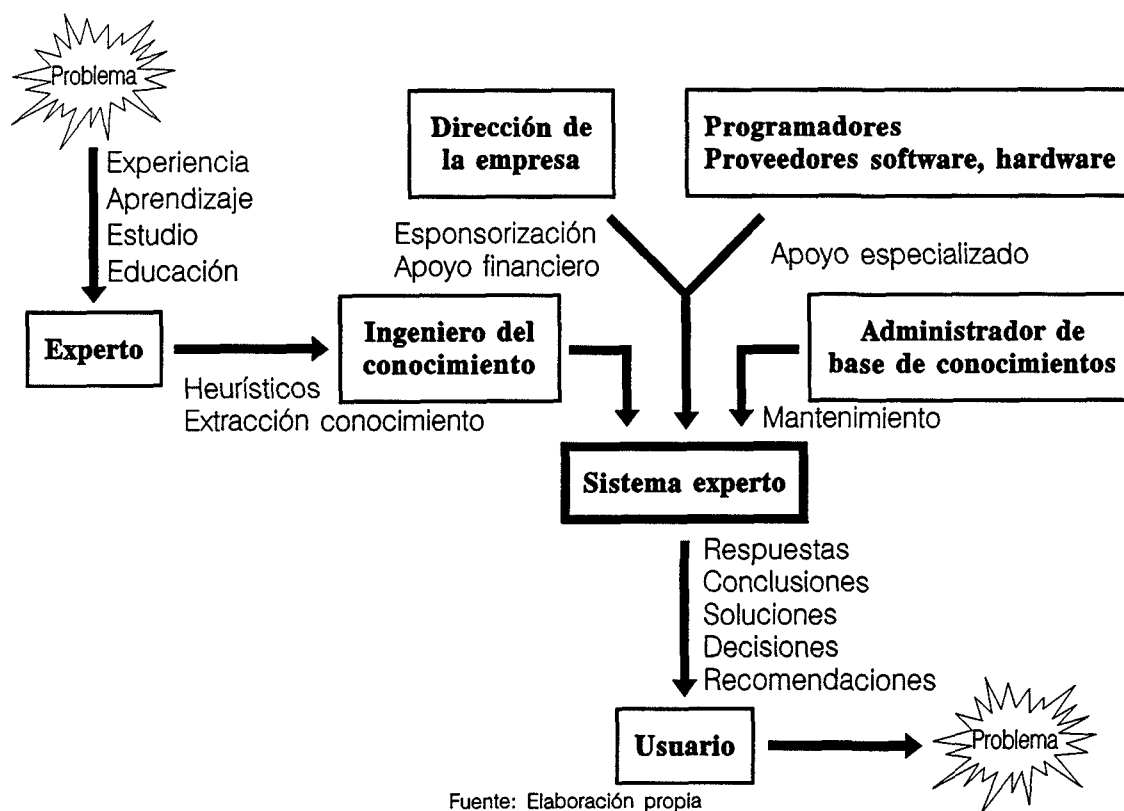 Problema
Experiencia
Aprendizaje
Estudio
Educación
Experto
Heurísticos
Extracción conocimiento
Ingeniero del
conocimiento
Dirección de
la empresa
Esponsorización
Apoyo financiero
Programadores
Proveedores software, hardware
Apoyo especializado
Administrador de
base de conocimientos
Mantenimiento
Sistema experto
Respuestas
Conclusiones
Soluciones
Decisiones
Recomendaciones
Usuario
Problema
Fuente: Elaboración propia